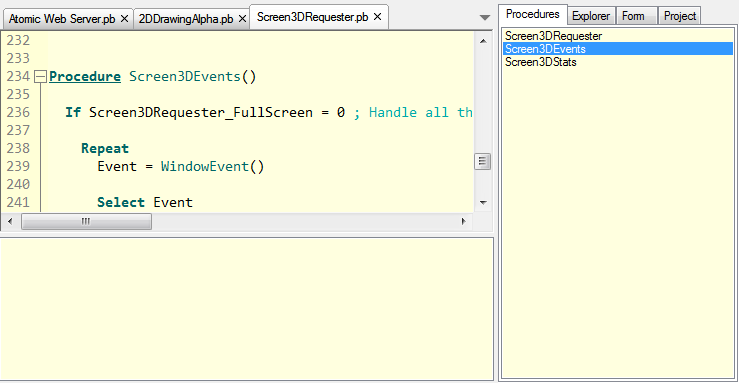 Atomic Web Server.pb 2DDrawingAlpha.pb Screen3DRequester.pb
232
233
234 Procedure Screen3DEvents()
235
236 If Screen3DRequester_FullScreen = 0 ; Handle all th
237
238 Repeat
239 Event = WindowEvent()
240
241 Select Event
Procedures Explorer Form Project
Screen3DRequester
Screen3DEvents
Screen3DStats